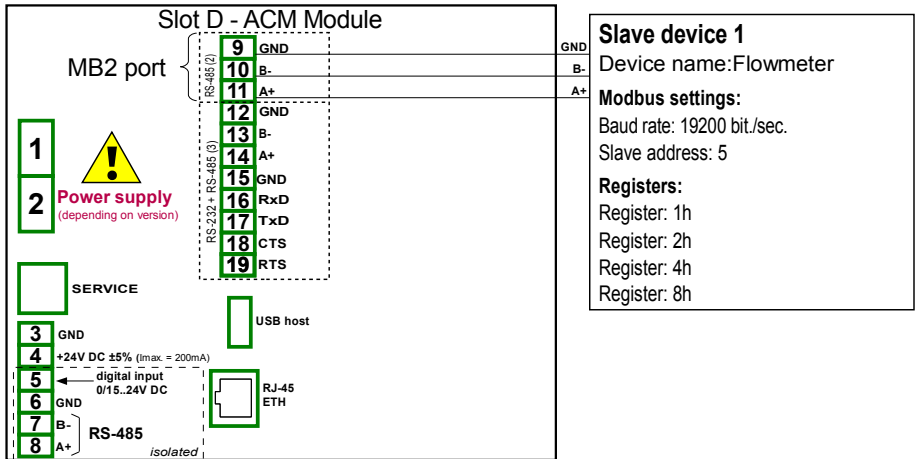 Slot D - ACM Module
MB2 port
RS-485 (2)
9 GND
10 B-
11 A+
RS-232 + RS-485 (3)
12 GND
13 B-
14 A+
15 GND
16 RxD
17 TxD
18 CTS
19 RTS
1
2
!
Power supply
(depending on version)
SERVICE
USB host
3 GND
4 +24V DC ±5% (Imax. = 200mA)
5 digital input
0/15..24V DC
6 GND
7 B-
8 A+
RS-485
isolated
RJ-45
ETH
GND
B-
A+
Slave device 1
Device name:Flowmeter
Modbus settings:
Baud rate: 19200 bit./sec.
Slave address: 5
Registers:
Register: 1h
Register: 2h
Register: 4h
Register: 8h